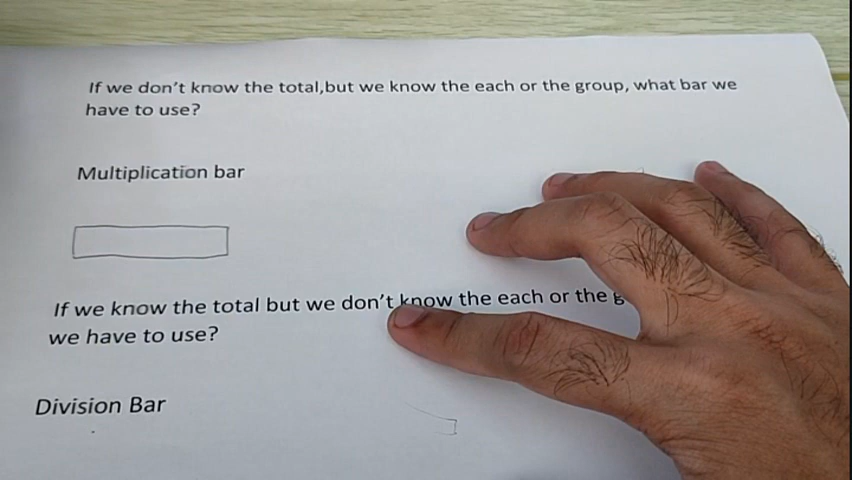 If we don't know the total,but we know the each or the group, what bar we
have to use?
Multiplication bar
If we know the total but we don't know the each or the
we have to use?
Division Bar